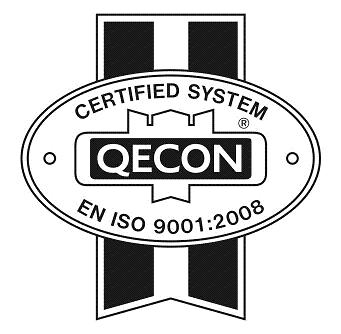 CERTIFIED SYSTEM
®
QECON
EN ISO 9001:2008